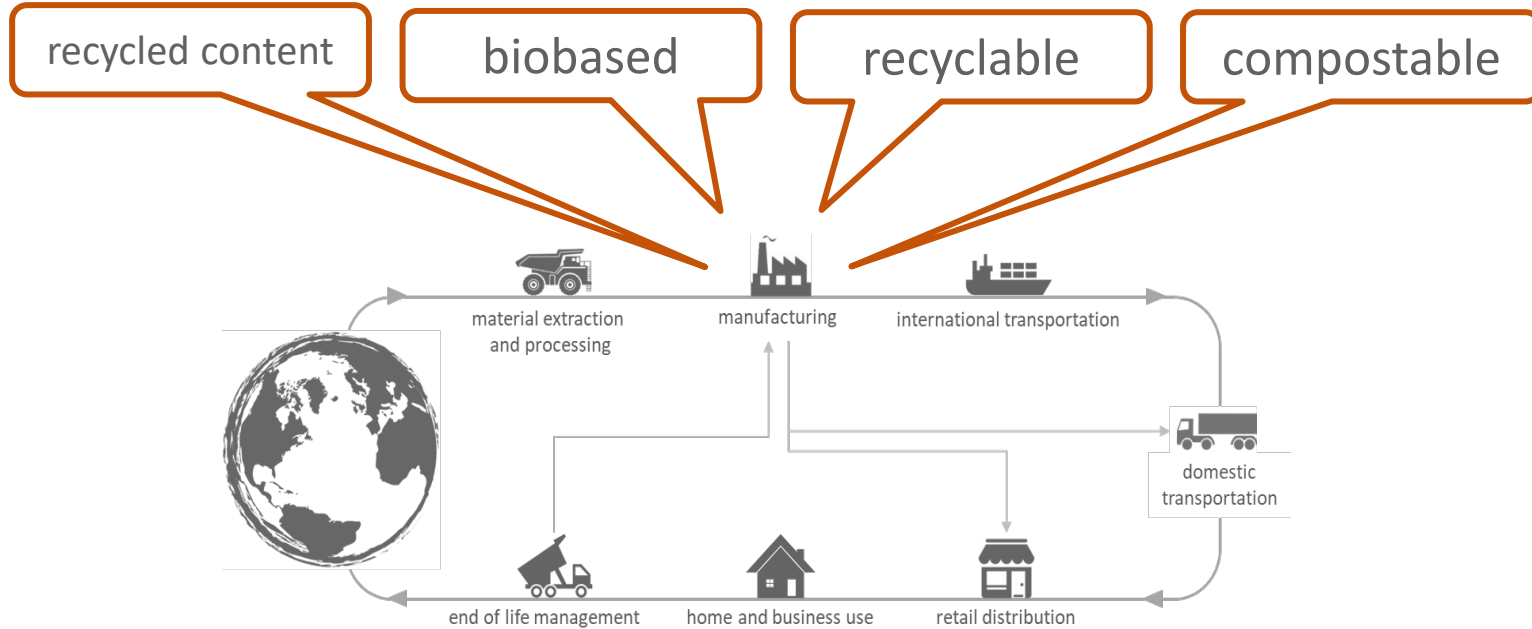 recycled content
biobased
recyclable
compostable
material extraction
and processing
manufacturing
international transportation
domestic
transportation
end of life management
home and business use
retail distribution